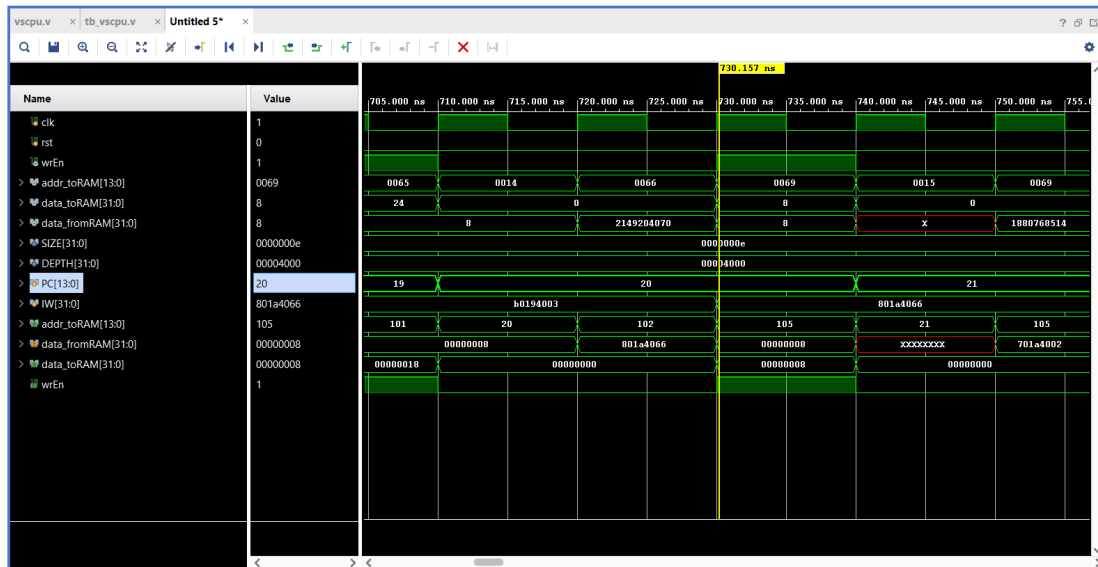 vscpu.v × tb_vscpu.v × Untitled 5* ×
?
730.157 ns
Name Value 705.000 ns 710.000 ns 715.000 ns 720.000 ns 725.000 ns 730.000 ns 735.000 ns 740.000 ns 745.000 ns 750.000 ns 755.0
clk 1
rst 0
wrEn 1
> addr_toRAM[13:0] 0069 0065 0014 0066 0069 0015 0069
> data_toRAM[31:0] 8 24 0 8 0
> data_fromRAM[31:0] 8 8 2149204070 8 X 1880768514
> SIZE[31:0] 0000000e 0000000e
> DEPTH[31:0] 00004000 00004000
> PC[13:0] 20 19 20 21
> IW[31:0] 801a4066 b0194003 801a4066
> addr_toRAM[13:0] 105 101 20 102 105 21 105
> data_fromRAM[31:0] 00000008 00000008 801a4066 00000008 XXXXXXXX 701a4002
> data_toRAM[31:0] 00000008 00000018 00000000 00000008 00000000
wrEn 1